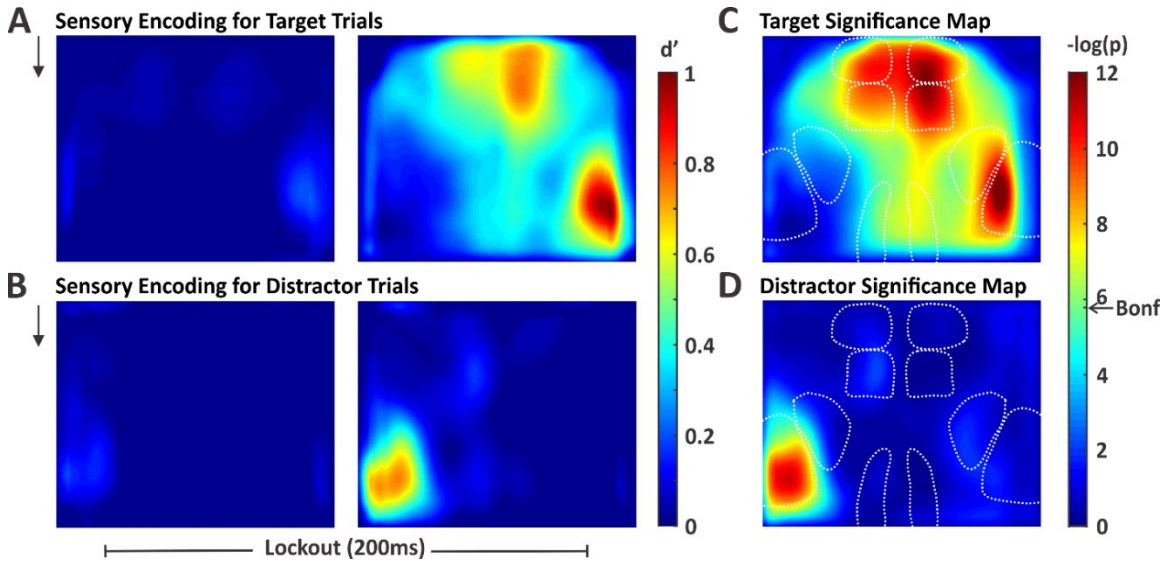 A Sensory Encoding for Target Trials
d'
1
0.8
0.6
0.4
0.2
0
B Sensory Encoding for Distractor Trials
Lockout (200ms)
C Target Significance Map
-log(p)
12
10
8
6
4
2
0
Bonf
D Distractor Significance Map